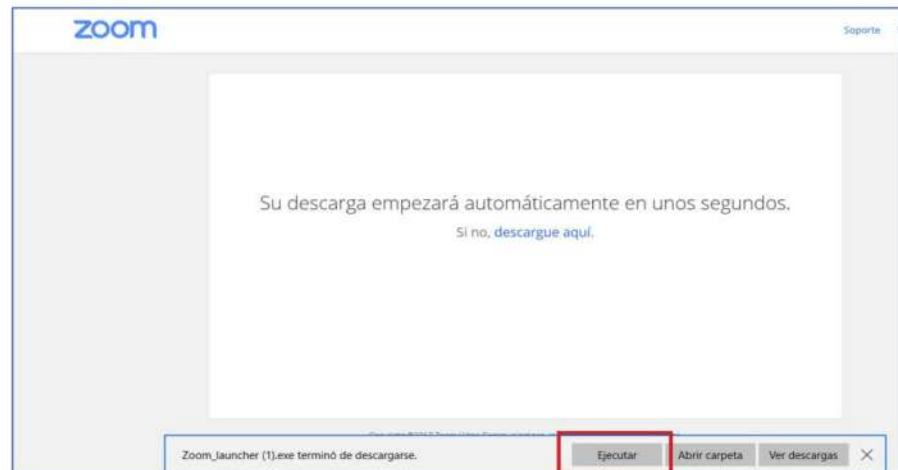 zoom
Soporte
Su descarga empezará automáticamente en unos segundos.
Si no, descargue aquí.
Zoom_launcher (1).exe terminó de descargarse.
Ejecutar
Abrir carpeta
Ver descargas